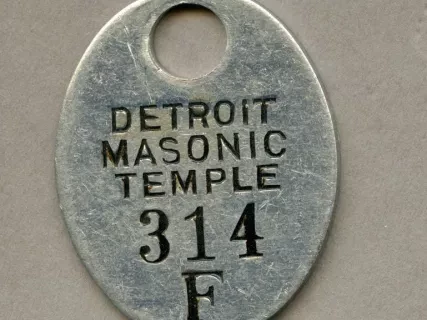 DETROIT
MASONIC
TEMPLE
314
F